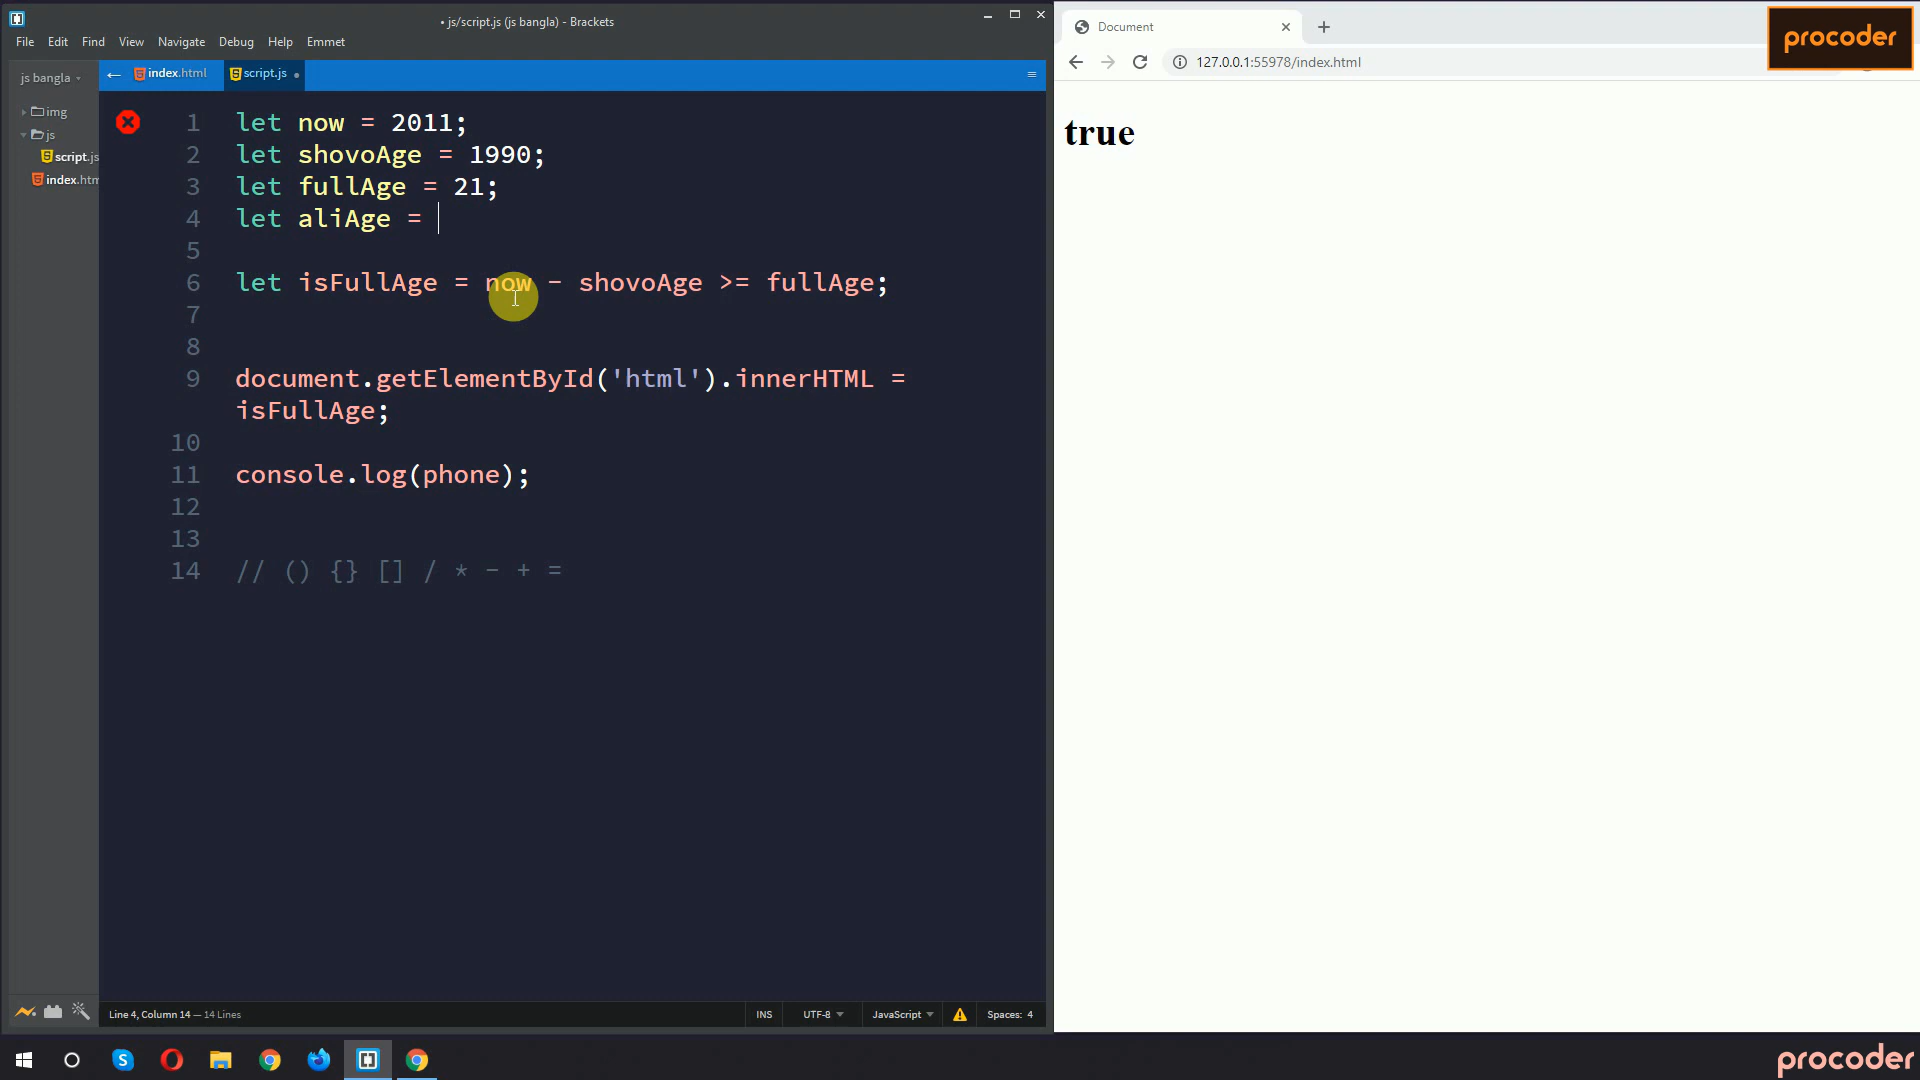 • js/script.js (js bangla) - Brackets
File Edit Find View Navigate Debug Help Emmet
js bangla
img
js
script.js
index.htm
index.html
script.js
1 let now = 2011;
2 let shovoAge = 1990;
3 let fullAge = 21;
4 let aliAge =
5
6 let isFullAge = now - shovoAge >= fullAge;
7
8
9 document.getElementById('html').innerHTML =
isFullAge;
10
11 console.log(phone);
12
13
14 // () {} [] / * - + =
Line 4, Column 14 — 14 Lines
INS
UTF-8
JavaScript
Spaces: 4
Document
procoder
127.0.0.1:55978/index.html
true
procoder